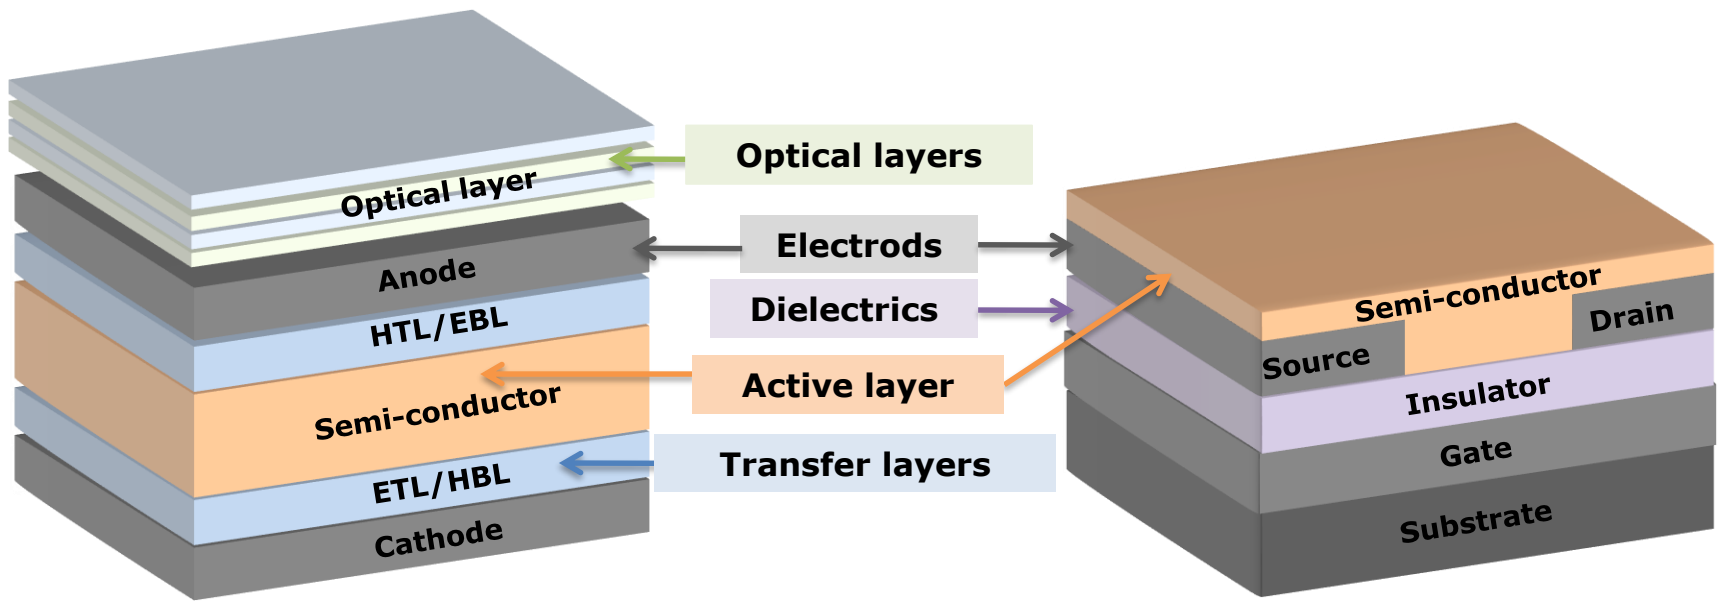 Optical layer
Anode
HTL/EBL
Semi-conductor
ETL/HBL
Cathode
Optical layers
Electrods
Dielectrics
Active layer
Transfer layers
Semi-conductor
Source
Drain
Insulator
Gate
Substrate